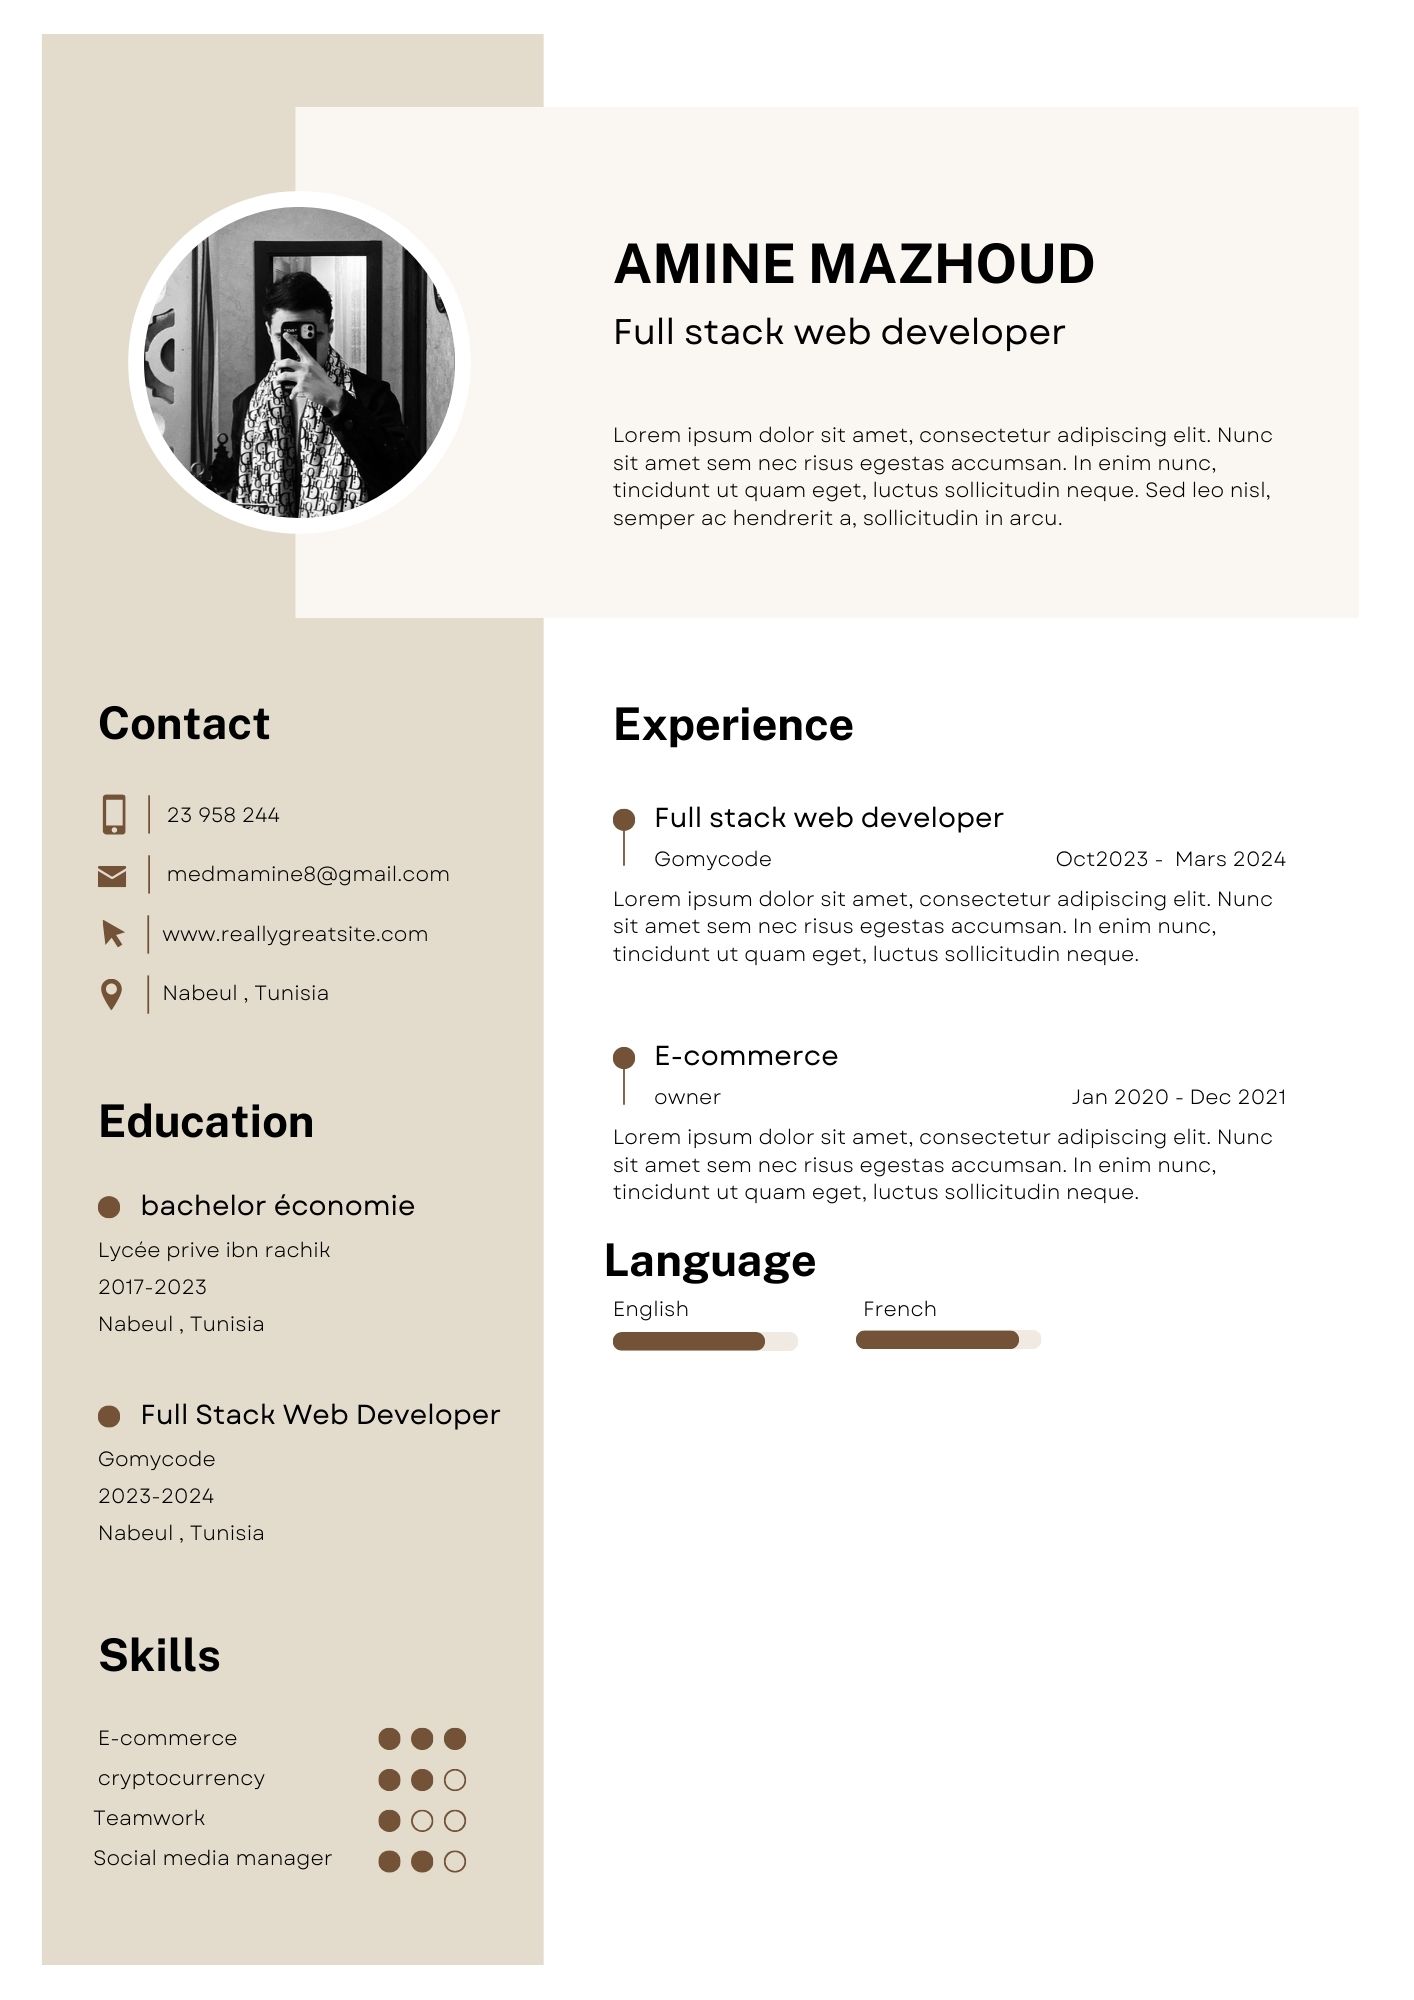 AMINE MAZHOUD
Full stack web developer
Lorem ipsum dolor sit amet, consectetur adipiscing elit. Nunc
sit amet sem nec risus egestas accumsan. In enim nunc,
tincidunt ut quam eget, luctus sollicitudin neque. Sed leo nisl,
semper ac hendrerit a, sollicitudin in arcu.
Contact
23 958 244
medmamine8@gmail.com
www.reallygreatsite.com
Nabeul , Tunisia
Education
bachelor économie
Lycée prive ibn rachik
2017-2023
Nabeul , Tunisia
Full Stack Web Developer
Gomycode
2023-2024
Nabeul , Tunisia
Skills
E-commerce
cryptocurrency
Teamwork
Social media manager
Experience
Full stack web developer
Gomycode Oct2023 - Mars 2024
Lorem ipsum dolor sit amet, consectetur adipiscing elit. Nunc
sit amet sem nec risus egestas accumsan. In enim nunc,
tincidunt ut quam eget, luctus sollicitudin neque.
E-commerce
owner Jan 2020 - Dec 2021
Lorem ipsum dolor sit amet, consectetur adipiscing elit. Nunc
sit amet sem nec risus egestas accumsan. In enim nunc,
tincidunt ut quam eget, luctus sollicitudin neque.
Language
English French